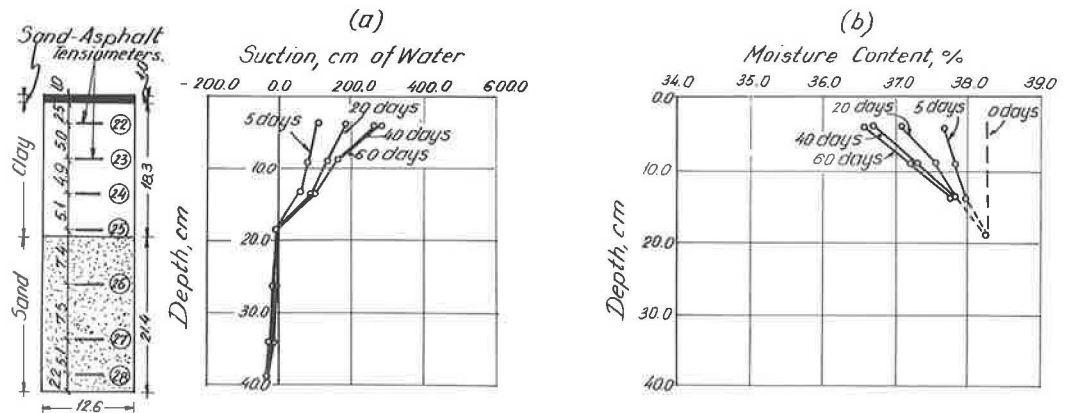 Sand-Asphalt
Tensiometers.
1.0
1.0
2.5
5.0
4.9
5.1
7.4
7.5
5.1
2.2
22
23
24
25
26
27
28
18.3
21.4
Clay
Sand
12.6
(a)
Suction, cm of Water
-200.0 0.0 200.0 400.0 600.0
5 days
20 days
40 days
60 days
10.0
20.0
30.0
40.0
Depth, cm
(b)
Moisture Content, %
34.0 35.0 36.0 37.0 38.0 39.0
0.0
20 days
5 days
0 days
40 days
60 days
10.0
20.0
30.0
40.0
Depth, cm